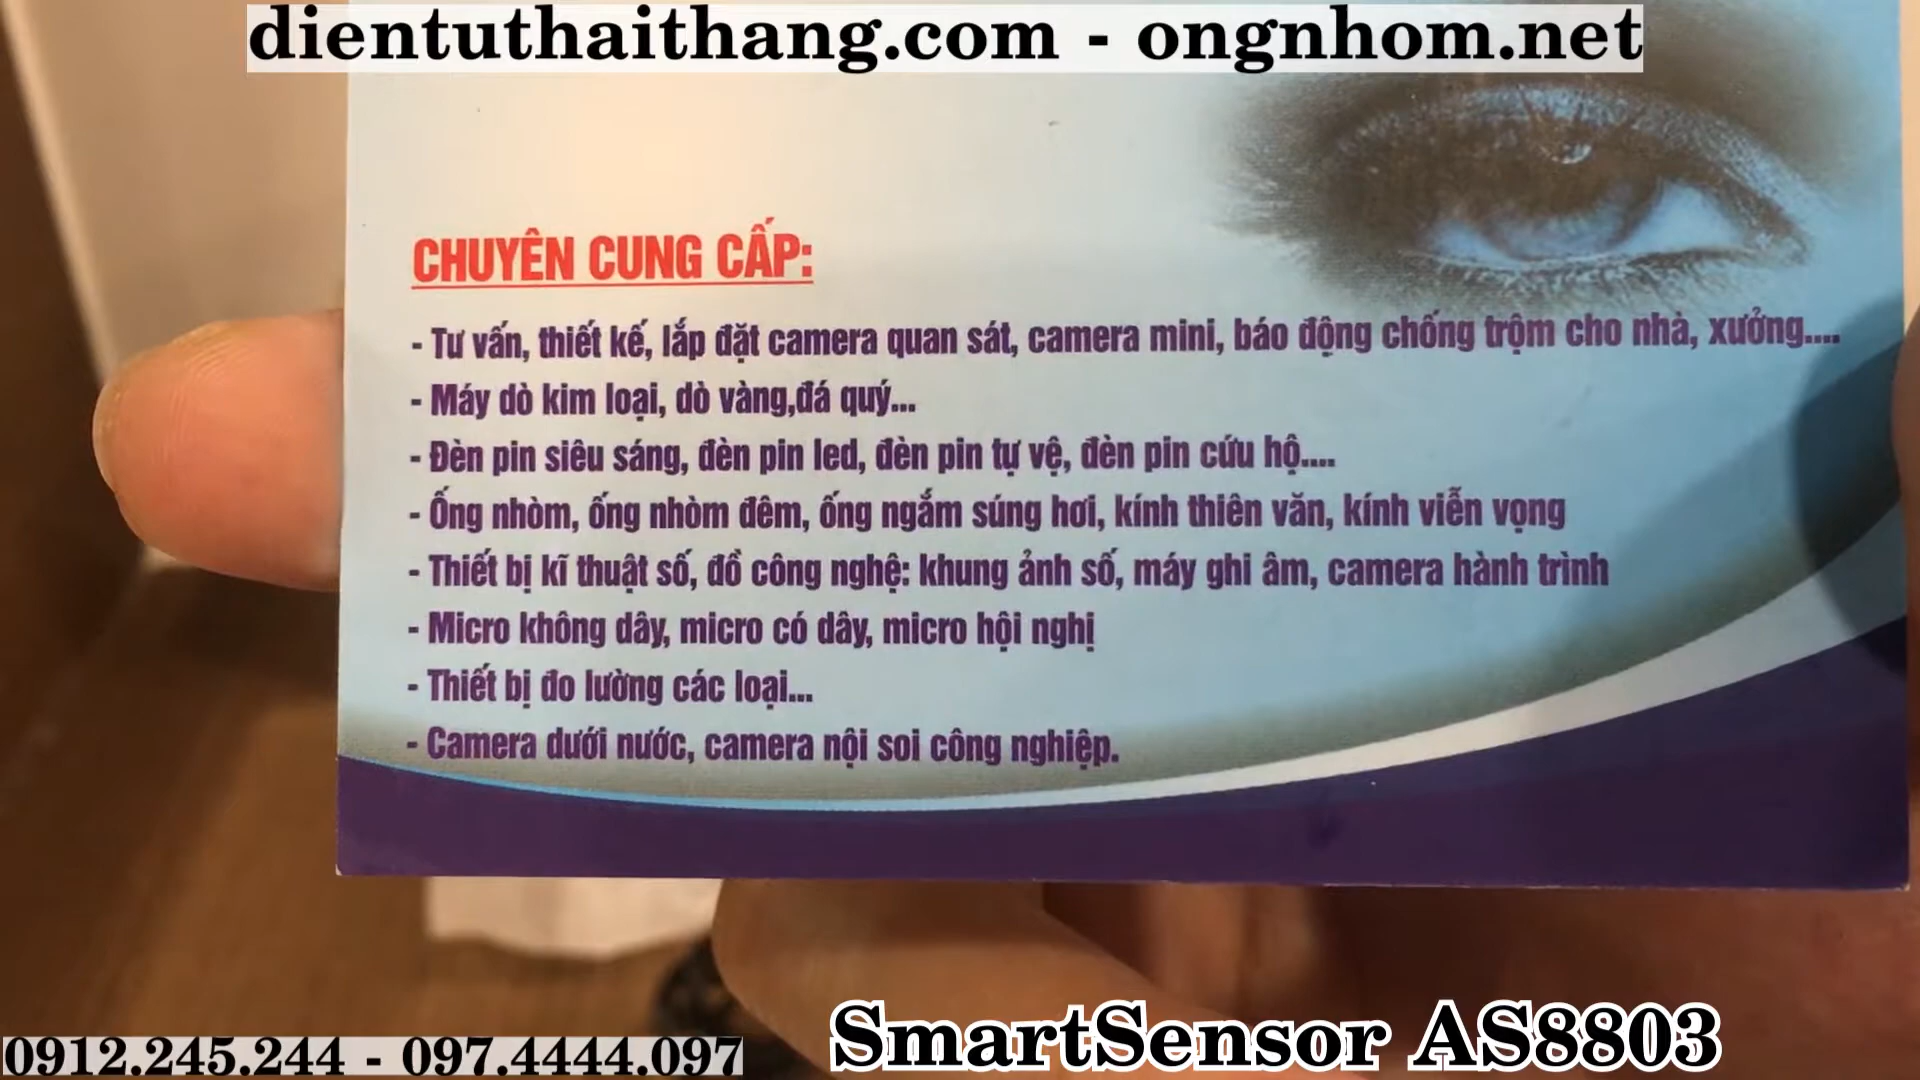 dientuthaithang.com - ongnhom.net
CHUYÊN CUNG CẤP:
- Tư vấn, thiết kế, lắp đặt camera quan sát, camera mini, báo động chống trộm cho nhà, xưởng....
- Máy dò kim loại, dò vàng,đá quý...
- Đèn pin siêu sáng, đèn pin led, đèn pin tự vệ, đèn pin cứu hộ....
- Ống nhòm, ống nhòm đêm, ống ngắm súng hơi, kính thiên văn, kính viễn vọng
- Thiết bị kĩ thuật số, đồ công nghệ: khung ảnh số, máy ghi âm, camera hành trình
- Micro không dây, micro có dây, micro hội nghị
- Thiết bị đo lường các loại...
- Camera dưới nước, camera nội soi công nghiệp.
SmartSensor AS8803
0912.245.244 - 097.4444.097